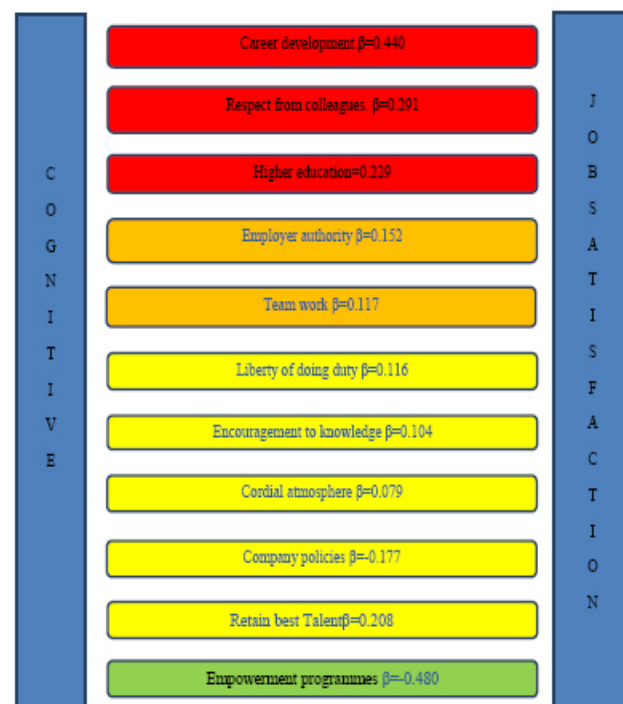 COGNITIVE
Career development.β=0.440
Respect from colleagues. β=0.291
Higher education=0.229
Employer authority β=0.152
Team work β=0.117
Liberty of doing duty β=0.116
Encouragement to knowledge β=0.104
Cordial atmosphere β=0.079
Company policies β=-0.177
Retain best Talentβ=0.208
Empowerment programmes β=-0.480
JOBSATISFACTION